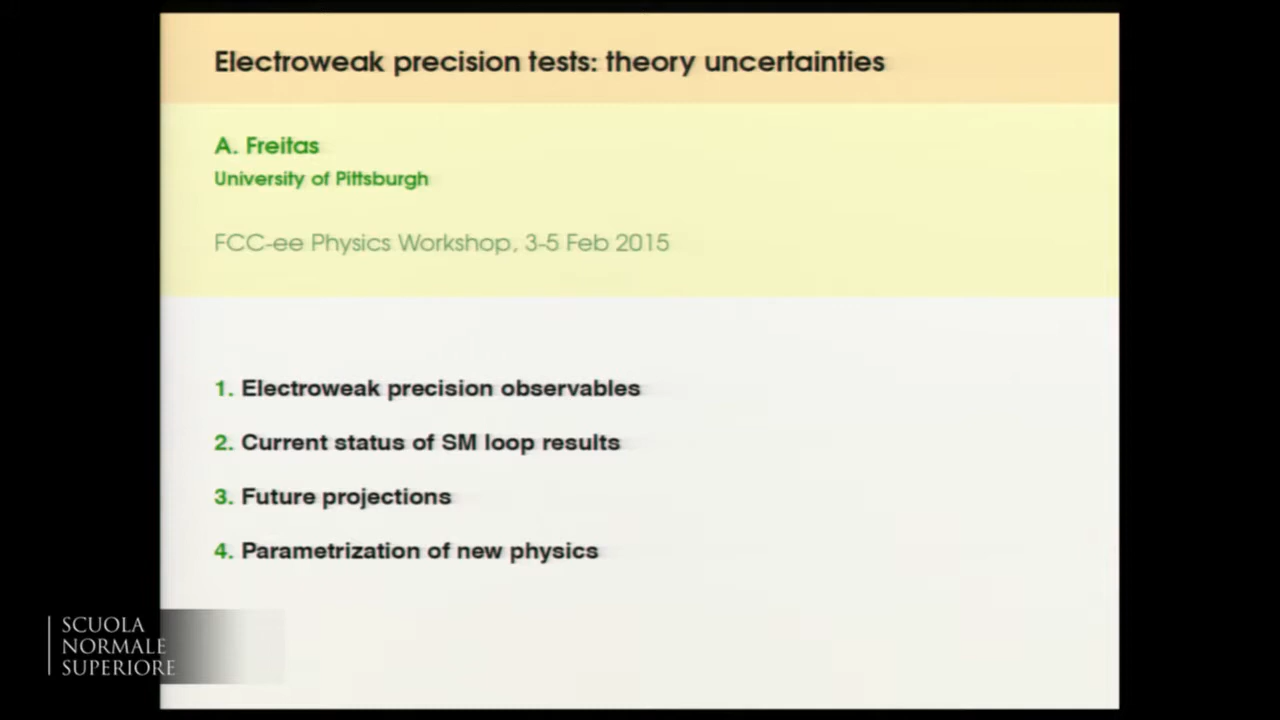 Electroweak precision tests: theory uncertainties
A. Freitas
University of Pittsburgh
FCC-ee Physics Workshop, 3-5 Feb 2015
1. Electroweak precision observables
2. Current status of SM loop results
3. Future projections
4. Parametrization of new physics
SCUOLA
NORMALE
SUPERIORE